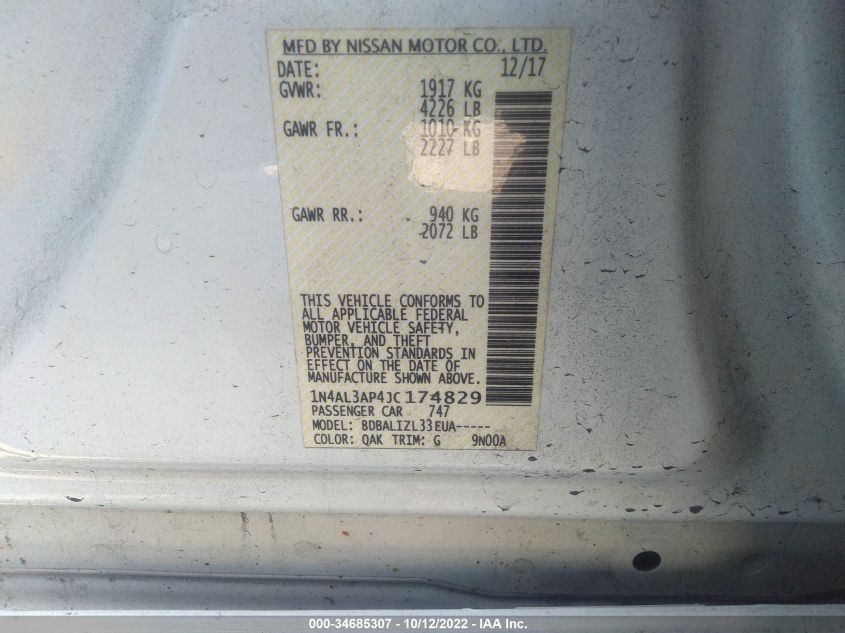 MFD BY NISSAN MOTOR CO., LTD.
DATE: 12/17
GVWR: 1917 KG
4226 LB
GAWR FR.: 1010 KG
2227 LB
GAWR RR.: 940 KG
2072 LB
THIS VEHICLE CONFORMS TO
ALL APPLICABLE FEDERAL
MOTOR VEHICLE SAFETY,
BUMPER, AND THEFT
PREVENTION STANDARDS IN
EFFECT ON THE DATE OF
MANUFACTURE SHOWN ABOVE.
1N4AL3AP4JC174829
PASSENGER CAR 747
MODEL: BDBALIZL33EUA-----
COLOR: QAK TRIM: G 9N00A
000-34685307 - 10/12/2022 - IAA Inc.